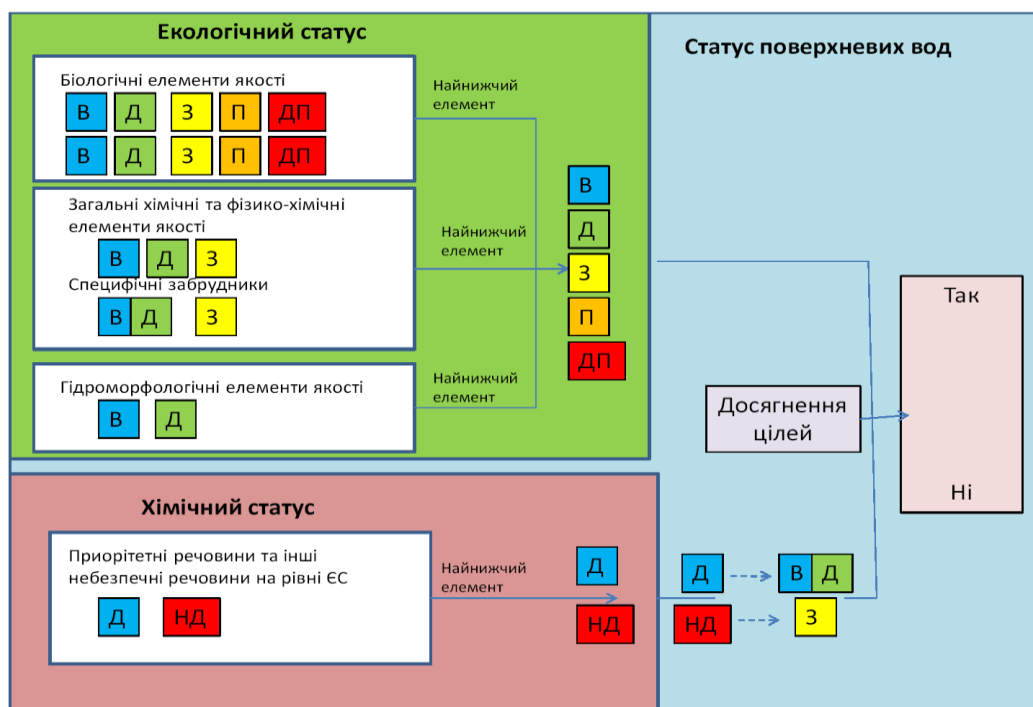 Екологічний статус
Біологічні елементи якості
В Д З П ДП
В Д З П ДП
Найнижчий
елемент
Загальні хімічні та фізико-хімічні
елементи якості
В Д З
Специфічні забрудники
В Д З
Найнижчий
елемент
Гідроморфологічні елементи якості
В Д
Найнижчий
елемент
В
Д
З
П
ДП
Статус поверхневих вод
Досягнення
цілей
Так
Ні
Хімічний статус
Приорітетні речовини та інші
небезпечні речовини на рівні ЄС
Д НД
Найнижчий
елемент
Д
НД
Д В Д
НД З